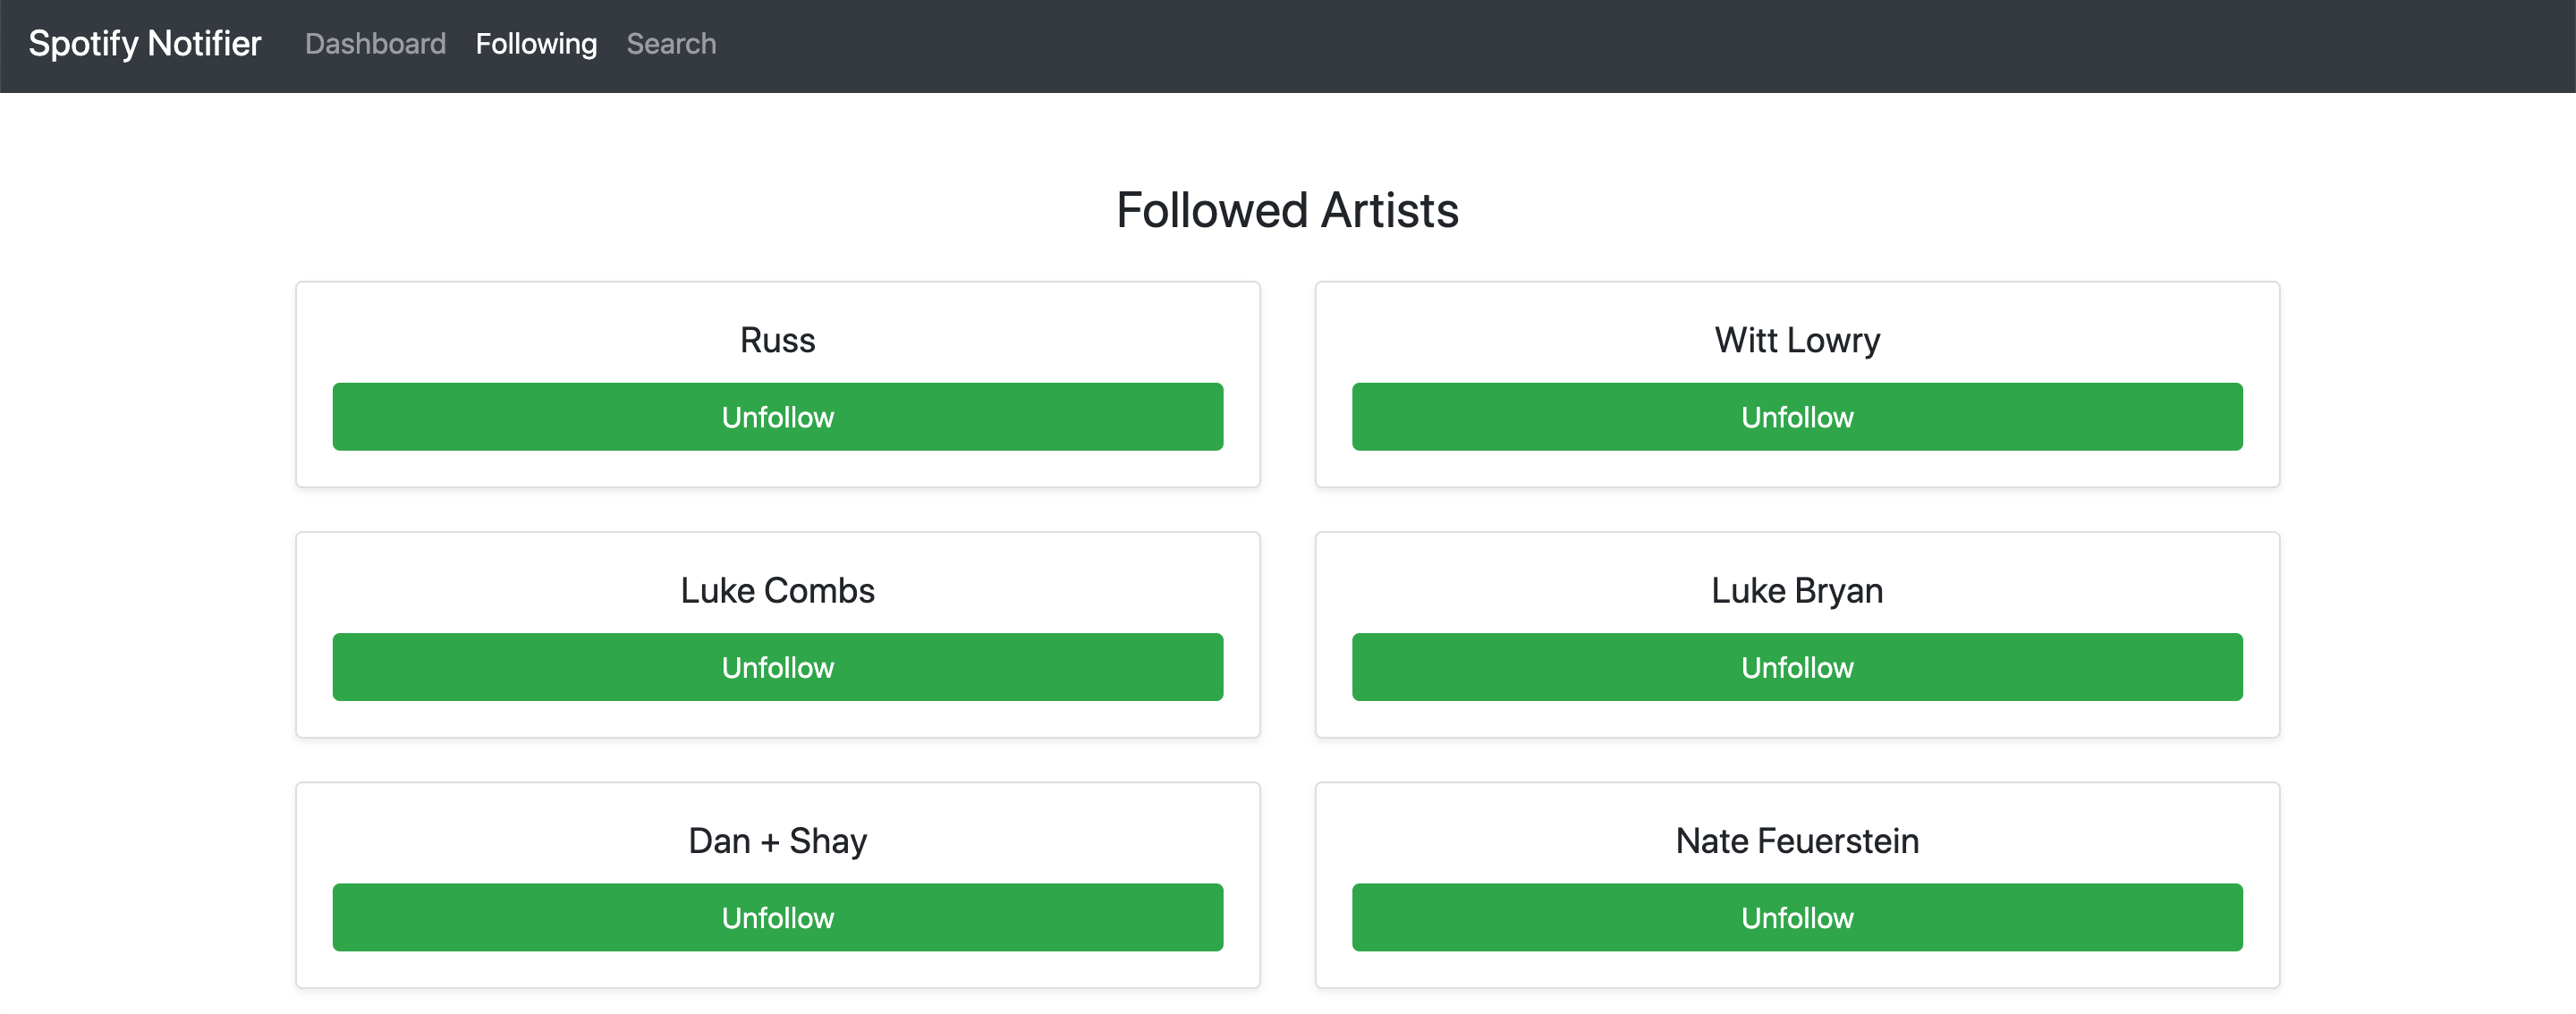 Spotify Notifier Dashboard Following Search
Followed Artists
Russ
Unfollow
Witt Lowry
Unfollow
Luke Combs
Unfollow
Luke Bryan
Unfollow
Dan + Shay
Unfollow
Nate Feuerstein
Unfollow